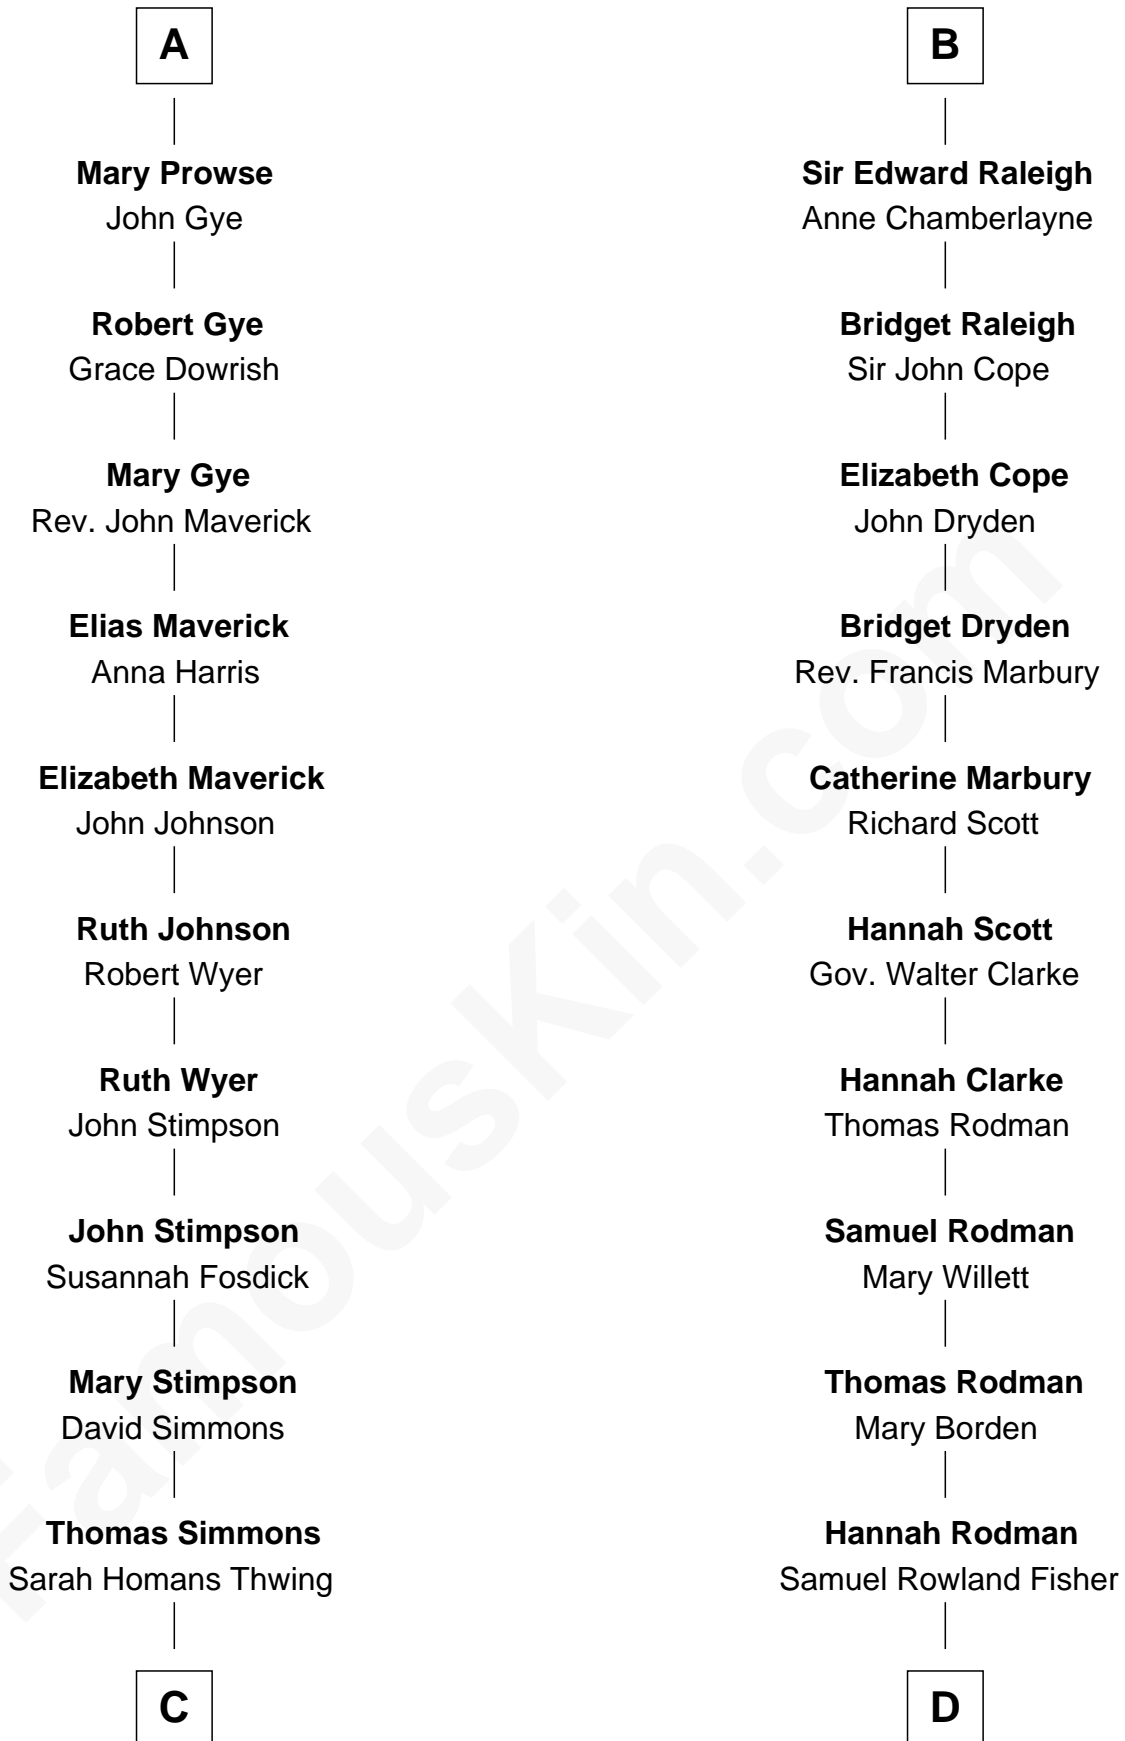 A
Mary Prowse
John Gye
Robert Gye
Grace Dowrish
Mary Gye
Rev. John Maverick
Elias Maverick
Anna Harris
Elizabeth Maverick
John Johnson
Ruth Johnson
Robert Wyer
Ruth Wyer
John Stimpson
John Stimpson
Susannah Fosdick
Mary Stimpson
David Simmons
Thomas Simmons
Sarah Homans Thwing
C
B
Sir Edward Raleigh
Anne Chamberlayne
Bridget Raleigh
Sir John Cope
Elizabeth Cope
John Dryden
Bridget Dryden
Rev. Francis Marbury
Catherine Marbury
Richard Scott
Hannah Scott
Gov. Walter Clarke
Hannah Clarke
Thomas Rodman
Samuel Rodman
Mary Willett
Thomas Rodman
Mary Borden
Hannah Rodman
Samuel Rowland Fisher
D
FamousKin.com